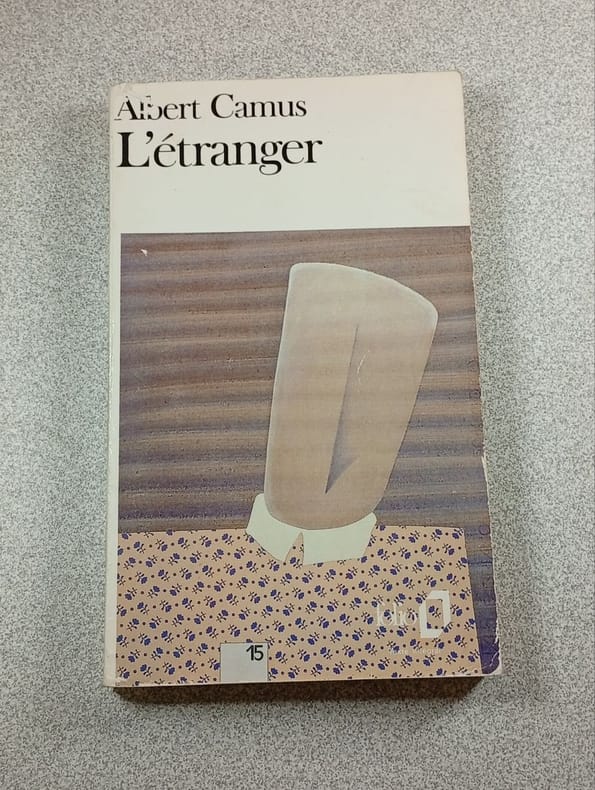 Albert Camus
L'étranger
folio
15